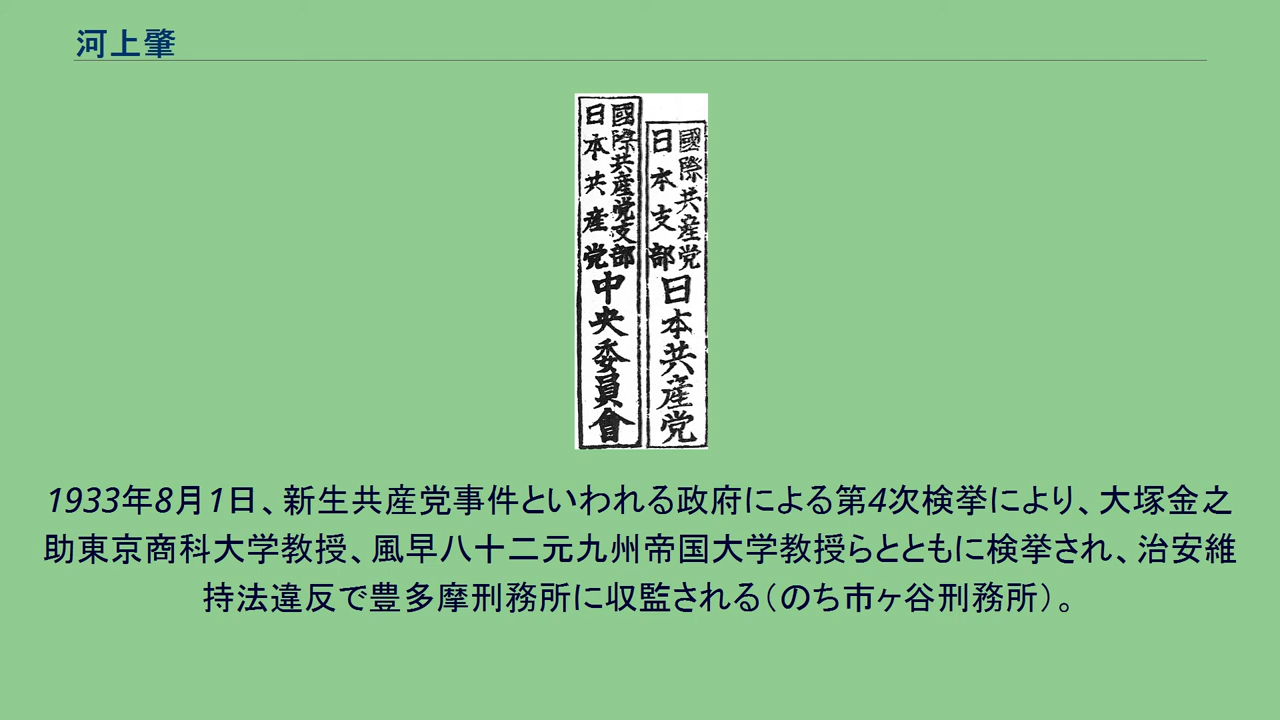 河上肇
國際共産党
日本支部
日本共産党
國際共産党支部
日本共産党
中央委員會
1933年8月1日、新生共産党事件といわれる政府による第4次検挙により、大塚金之
助東京商科大学教授、風早八十二元九州帝国大学教授らとともに検挙され、治安維
持法違反で豊多摩刑務所に収監される（のち市ヶ谷刑務所）。